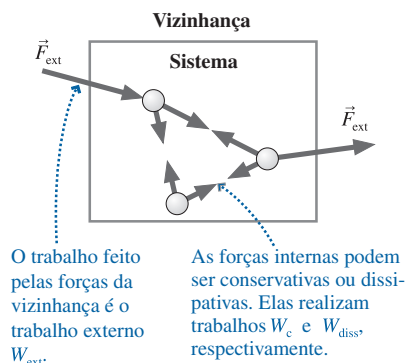 Vizinhança
Sistema
F⃗ext
F⃗ext
O trabalho feito
pelas forças da
vizinhança é o
trabalho externo
Wext.
As forças internas podem
ser conservativas ou dissi-
pativas. Elas realizam
trabalhos Wc e Wdiss,
respectivamente.